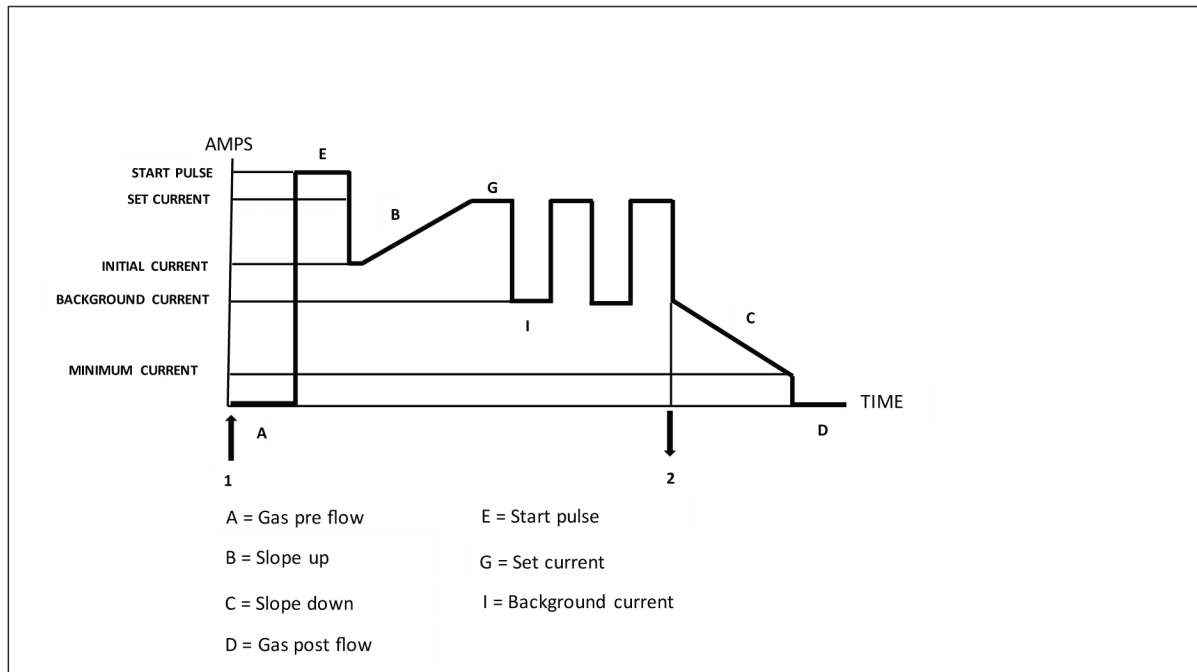 AMPS
E
START PULSE
G
SET CURRENT
B
INITIAL CURRENT
BACKGROUND CURRENT
I
C
MINIMUM CURRENT
TIME
A
D
1
2
A = Gas pre flow
E = Start pulse
B = Slope up
G = Set current
C = Slope down
I = Background current
D = Gas post flow